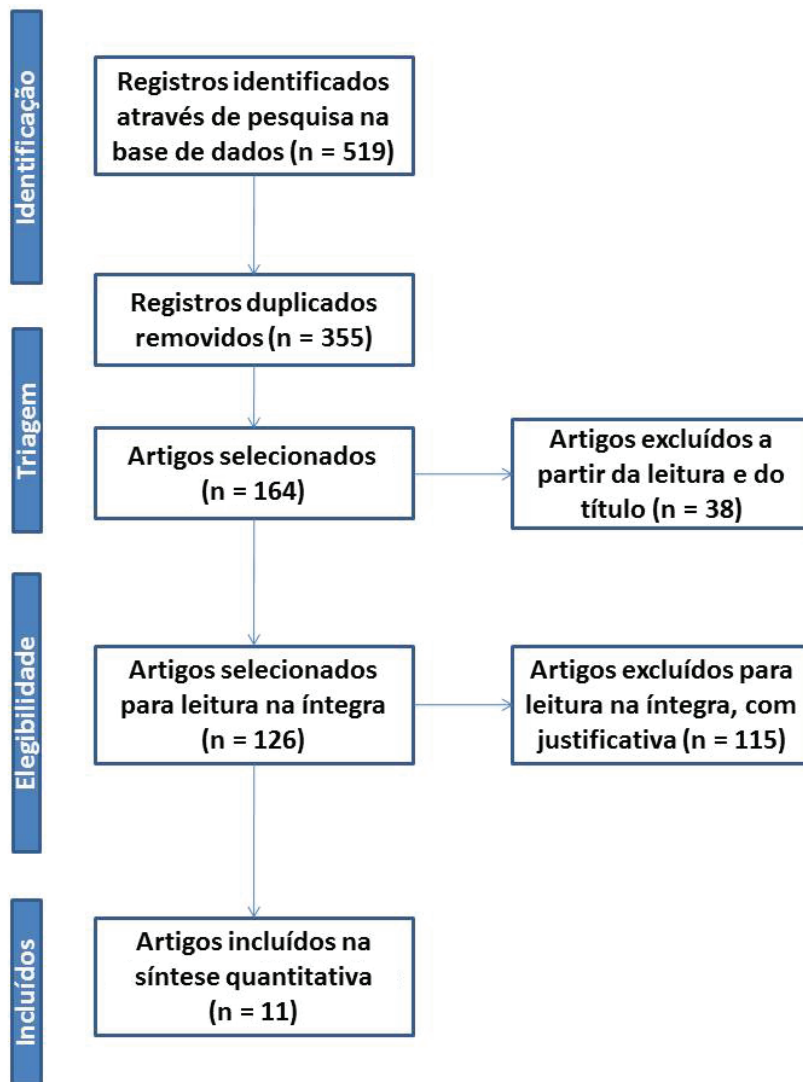 Identificação
Registros identificados
através de pesquisa na
base de dados (n = 519)
Registros duplicados
removidos (n = 355)
Triagem
Artigos selecionados
(n = 164)
Artigos excluídos a
partir da leitura e do
título (n = 38)
Elegibilidade
Artigos selecionados
para leitura na íntegra
(n = 126)
Artigos excluídos para
leitura na íntegra, com
justificativa (n = 115)
Incluídos
Artigos incluídos na
síntese quantitativa
(n = 11)